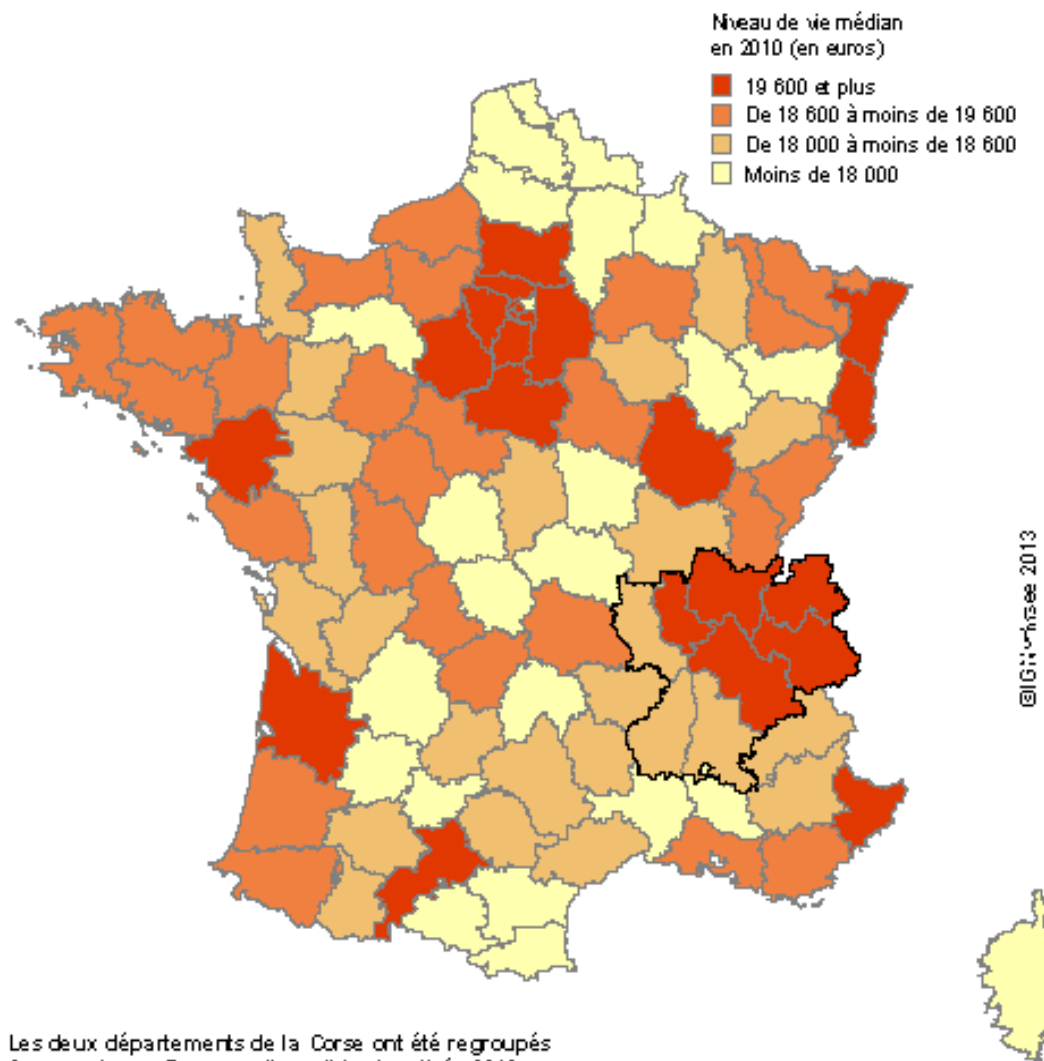 Niveau de vie médian
en 2010 (en euros)
19 600 et plus
De 18 600 à moins de 19 600
De 18 000 à moins de 18 600
Moins de 18 000
Insee 2013
Les deux départements de la Corse ont été regroupés